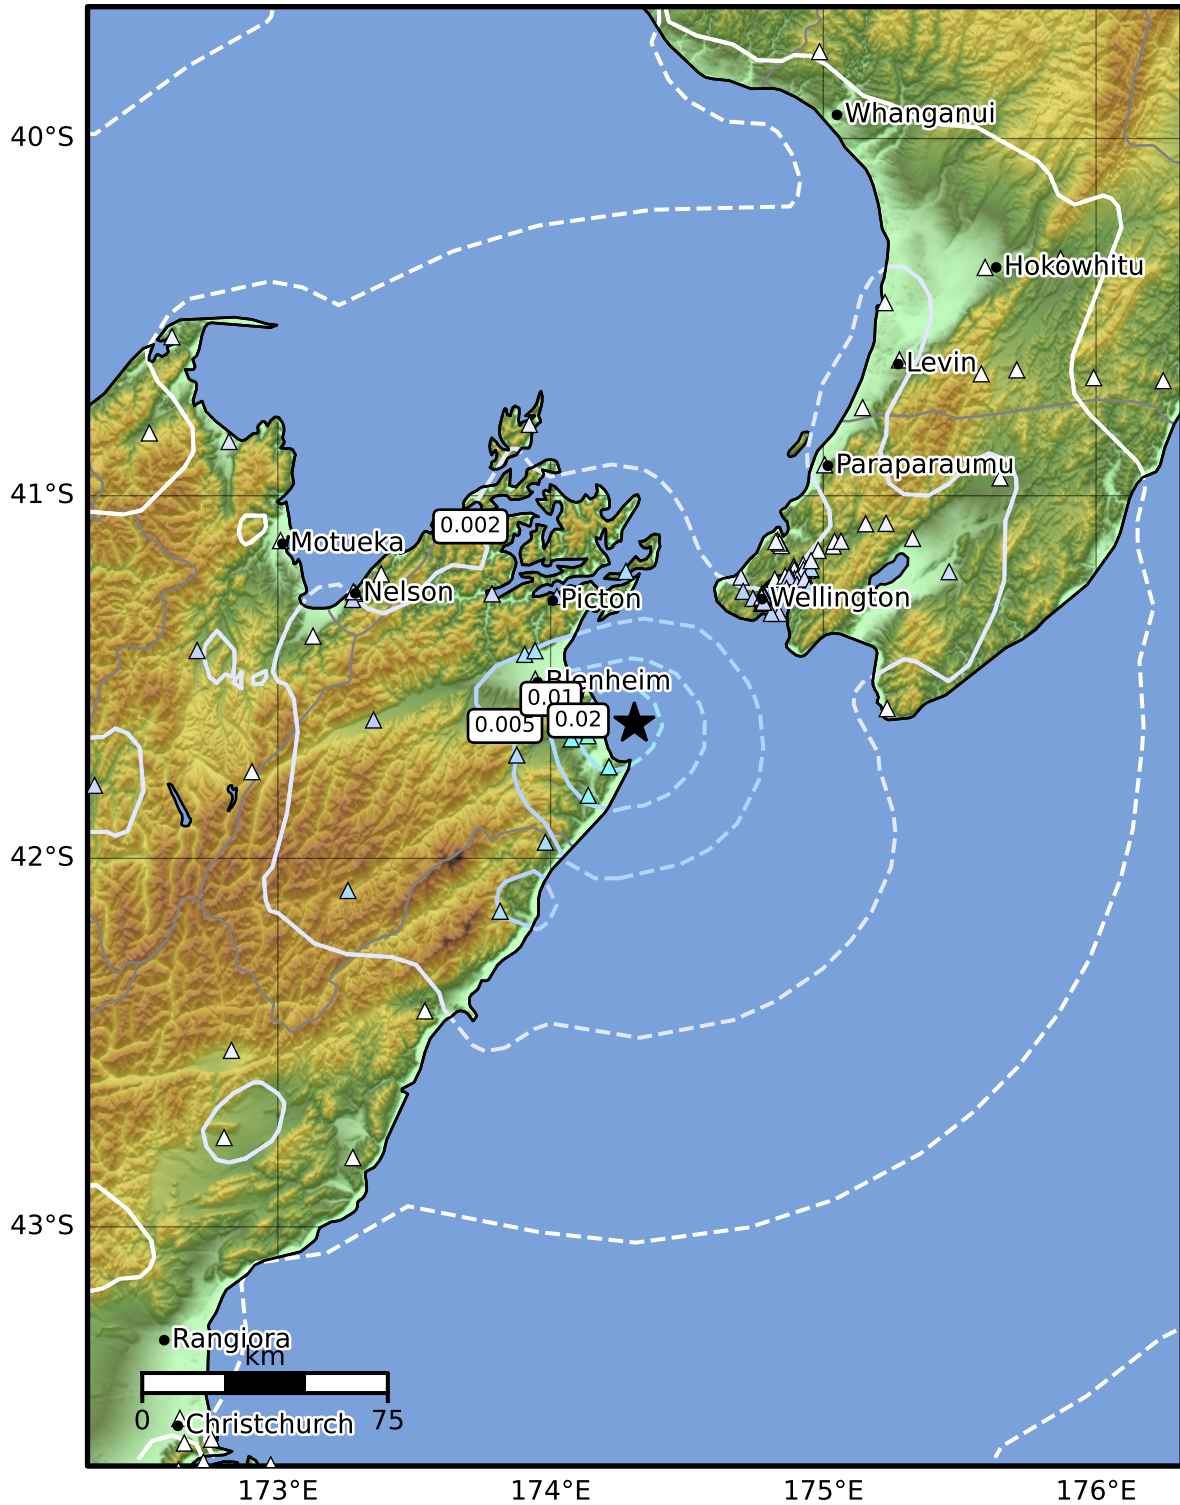 40°S
Whanganui
Hokowhitu
Levin
Paraparaumu
41°S
0.002
Motueka
Nelson
Picton
Wellington
Blenheim
0.01
0.005
0.02
42°S
43°S
Rangiora
km
0
75
Christchurch
173°E
174°E
175°E
176°E